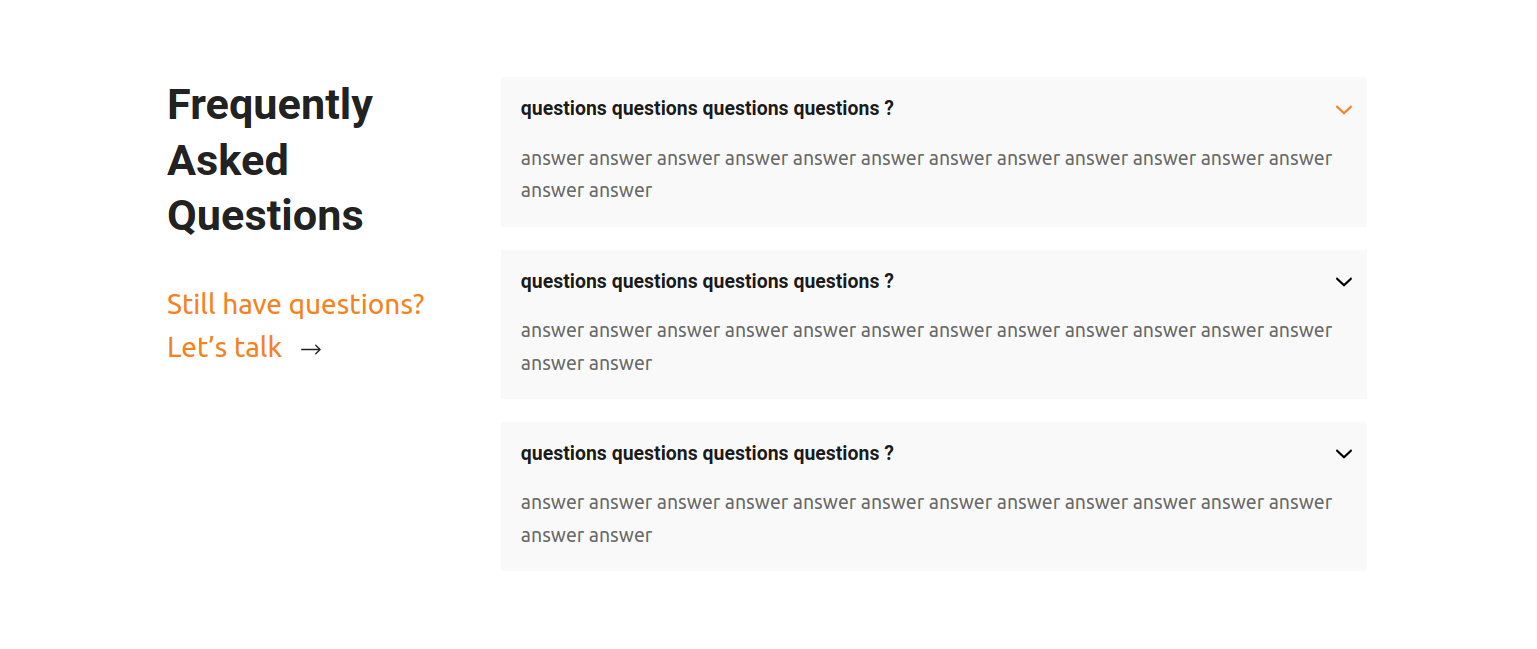 Frequently
Asked
Questions
Still have questions?
Let’s talk →
questions questions questions questions ?
answer answer answer answer answer answer answer answer answer answer answer answer
answer answer
questions questions questions questions ?
answer answer answer answer answer answer answer answer answer answer answer answer
answer answer
questions questions questions questions ?
answer answer answer answer answer answer answer answer answer answer answer answer
answer answer